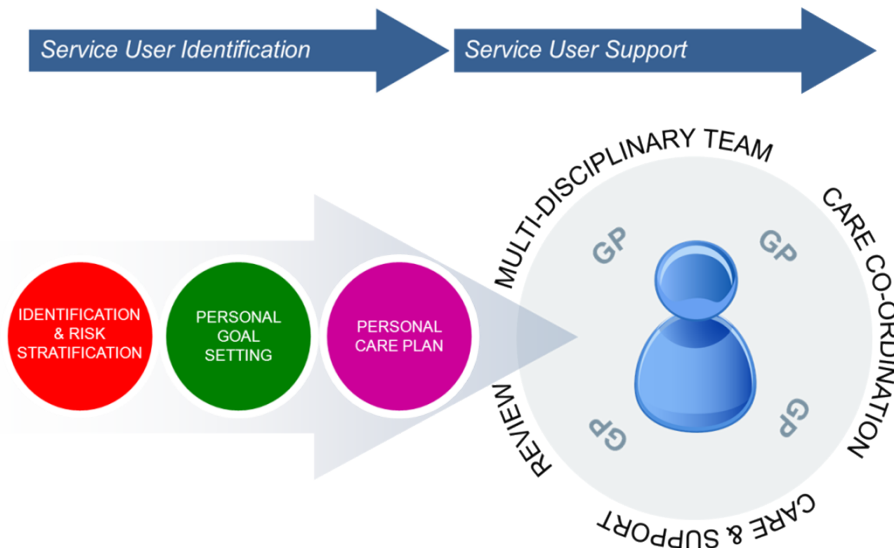 Service User Identification
Service User Support
IDENTIFICATION
& RISK
STRATIFICATION
PERSONAL
GOAL
SETTING
PERSONAL
CARE PLAN
MULTI-DISCIPLINARY TEAM
CARE CO-ORDINATION
CARE & SUPPORT
REVIEW
GP
GP
GP
GP